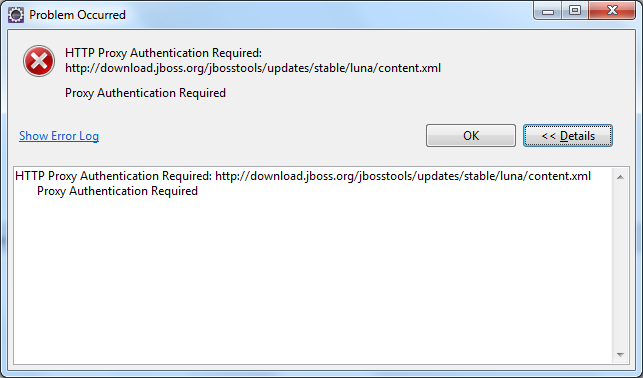 Problem Occurred
HTTP Proxy Authentication Required:
http://download.jboss.org/jbosstools/updates/stable/luna/content.xml
Proxy Authentication Required
Show Error Log
OK
<< Details
HTTP Proxy Authentication Required: http://download.jboss.org/jbosstools/updates/stable/luna/content.xml
Proxy Authentication Required